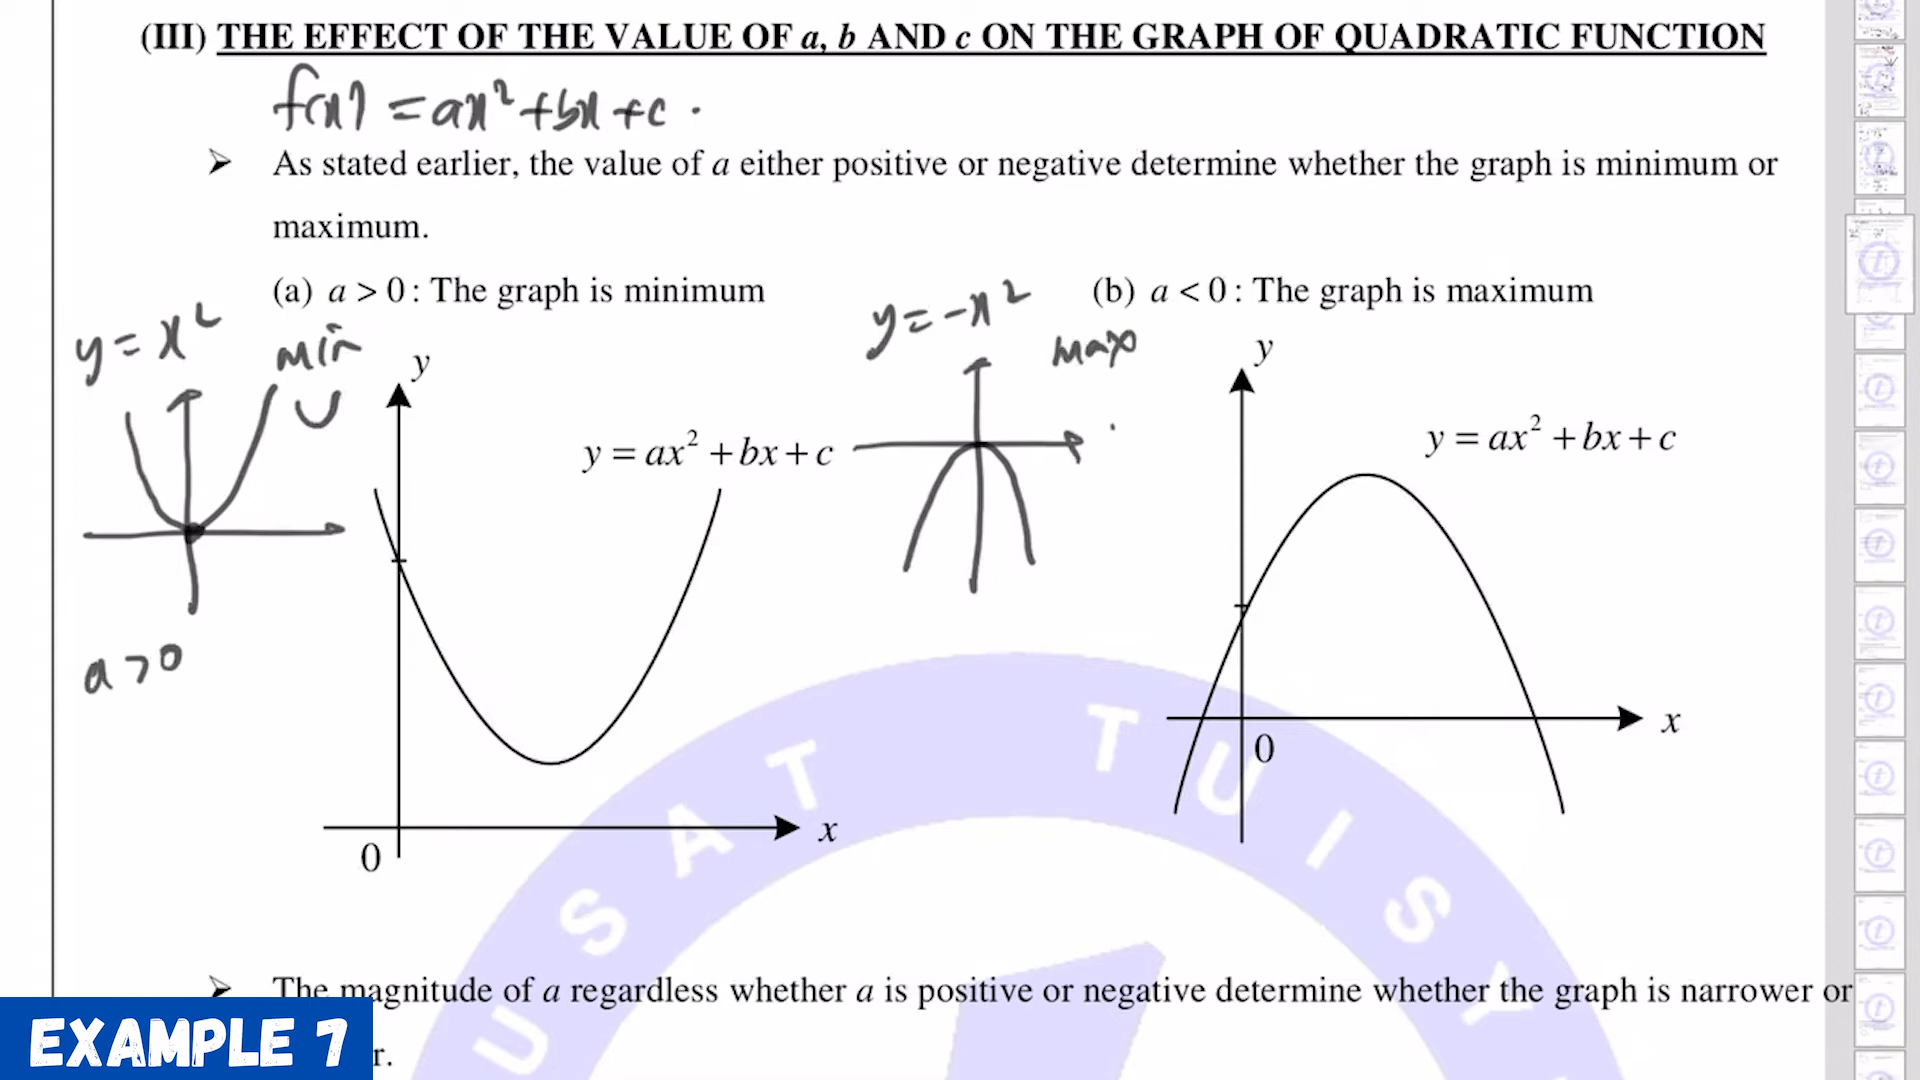 (III) THE EFFECT OF THE VALUE OF a, b AND c ON THE GRAPH OF QUADRATIC FUNCTION
f(x) = ax² + bx + c.
➢ As stated earlier, the value of a either positive or negative determine whether the graph is minimum or
maximum.
(a) a > 0 : The graph is minimum
(b) a < 0 : The graph is maximum
y = x²
min
y
y = ax² + bx + c
0
x
a > 0
y = -x²
max
y
y = ax² + bx + c
0
x
USAT TUISY
➢ The magnitude of a regardless whether a is positive or negative determine whether the graph is narrower or
r.
EXAMPLE 7